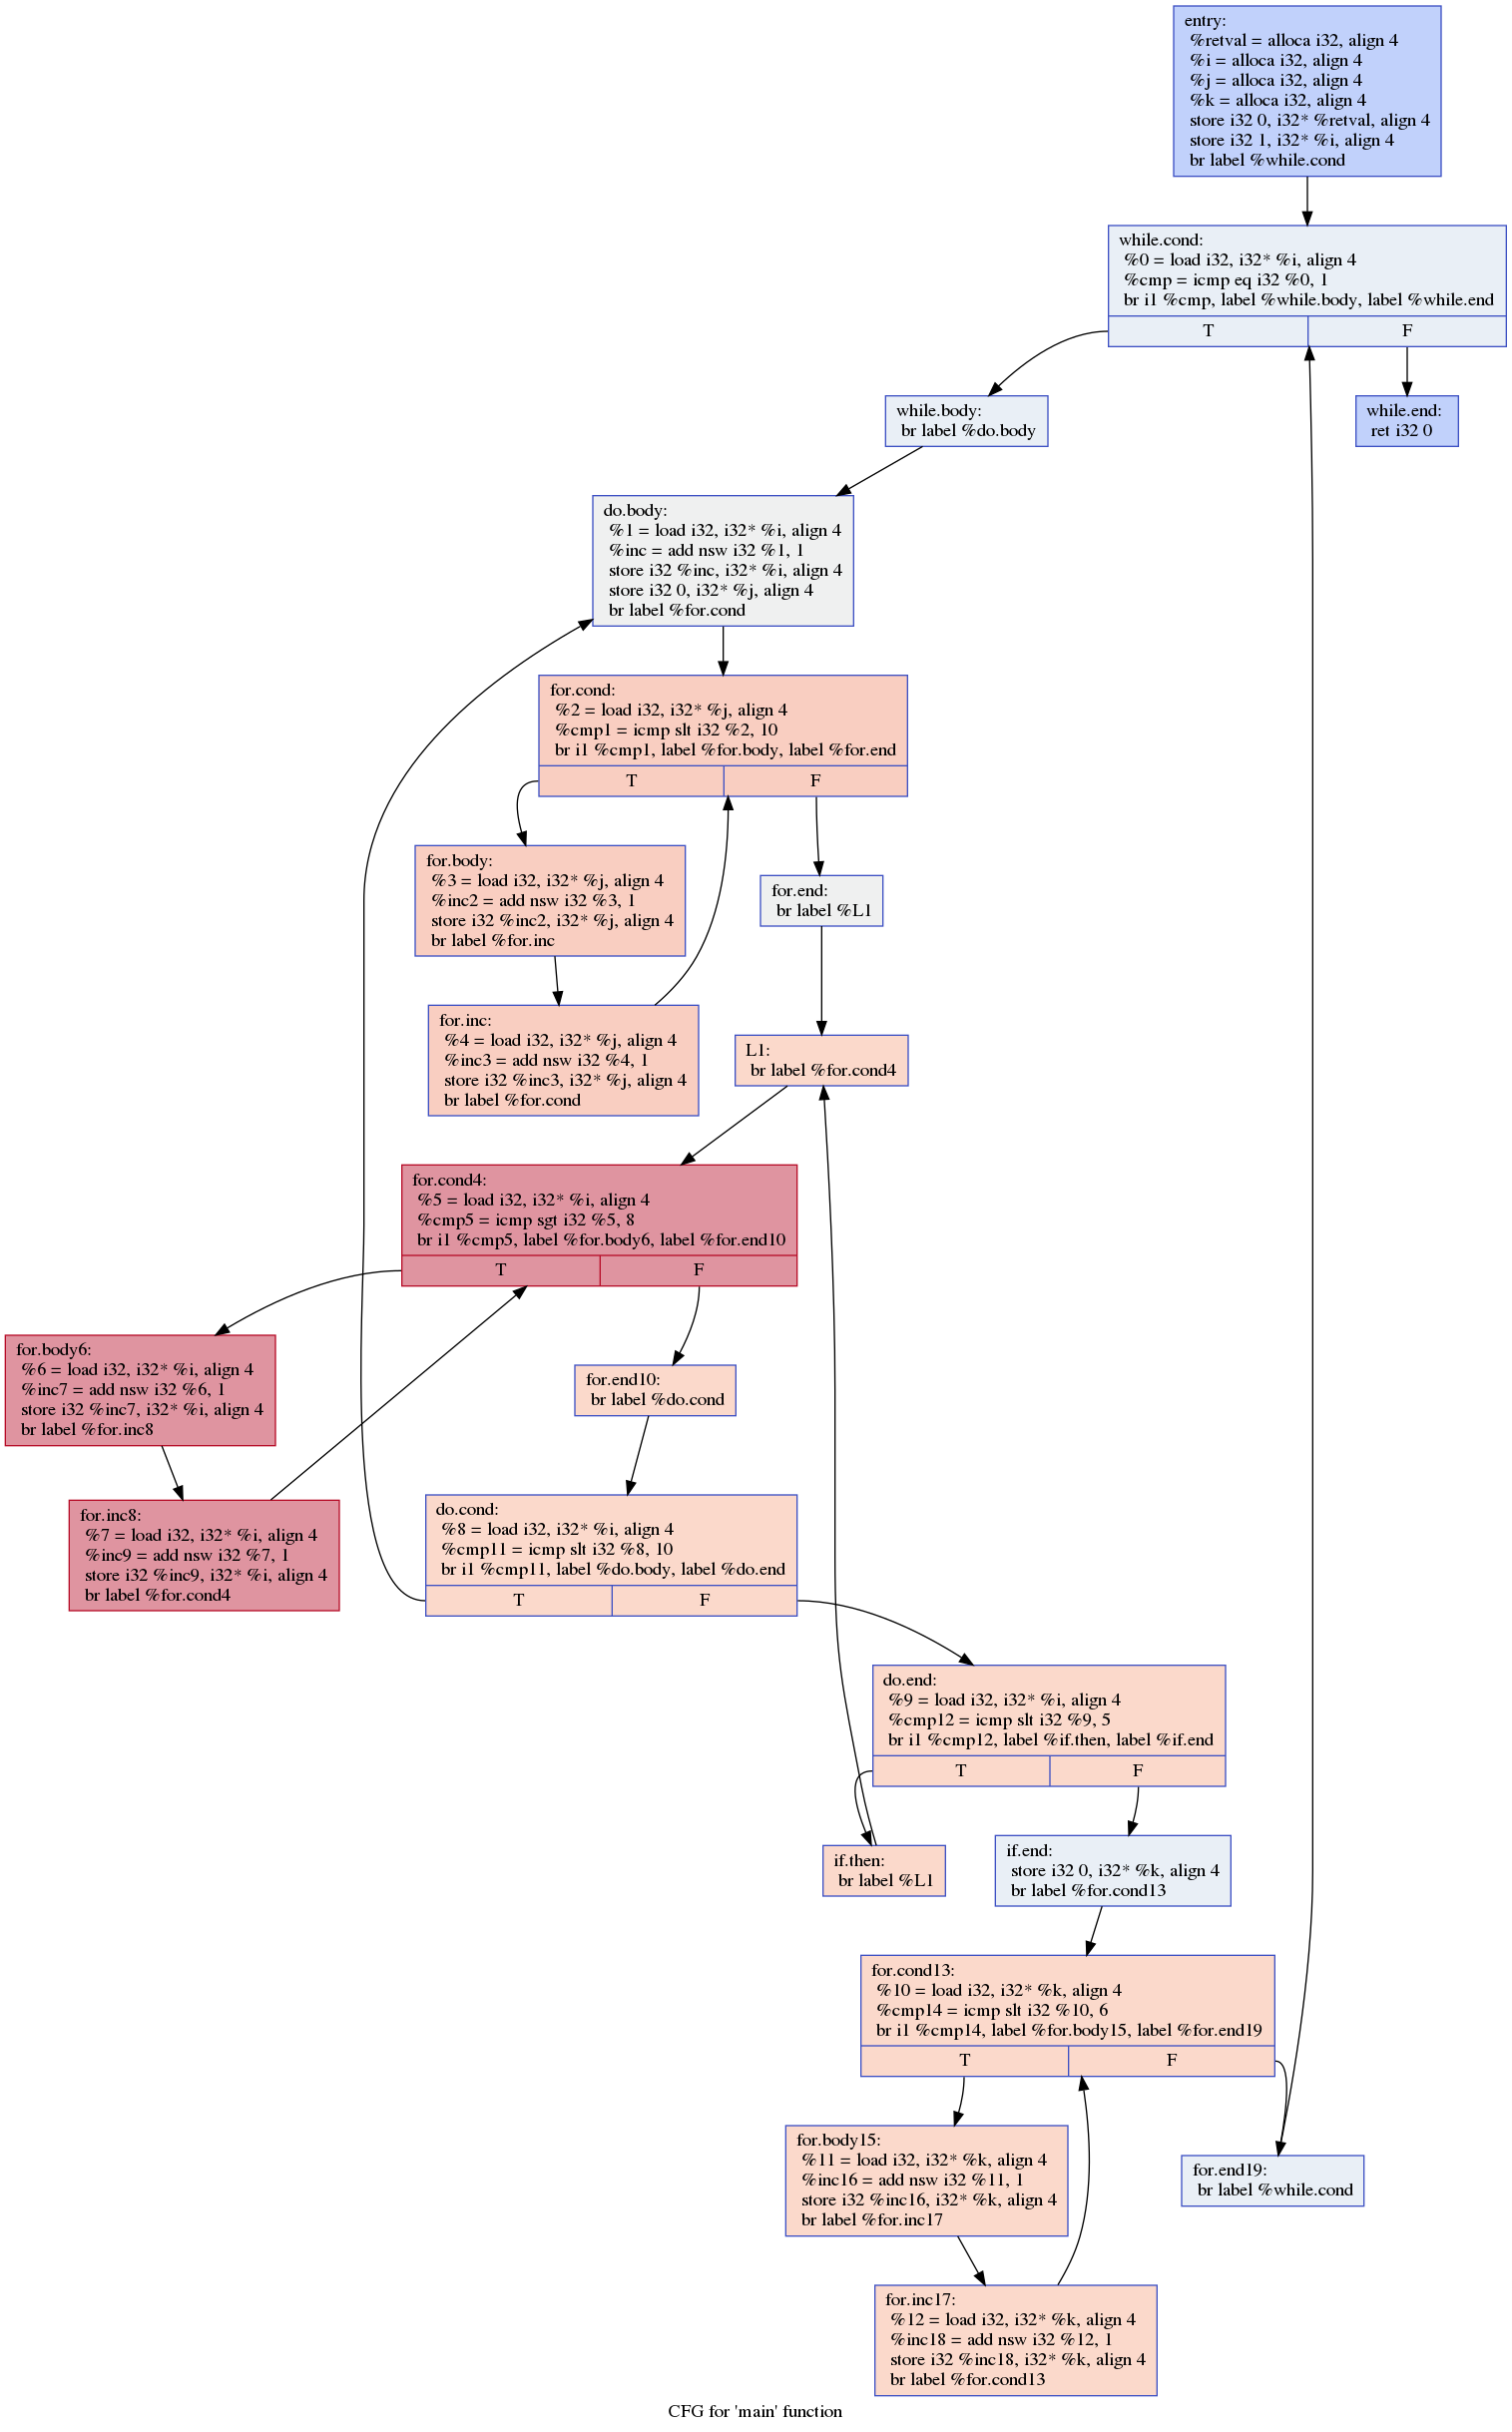 entry:
%retval = alloca i32, align 4
%i = alloca i32, align 4
%j = alloca i32, align 4
%k = alloca i32, align 4
store i32 0, i32* %retval, align 4
store i32 1, i32* %i, align 4
br label %while.cond
while.cond:
%0 = load i32, i32* %i, align 4
%cmp = icmp eq i32 %0, 1
br i1 %cmp, label %while.body, label %while.end
T F
while.body:
br label %do.body
while.end:
ret i32 0
do.body:
%1 = load i32, i32* %i, align 4
%inc = add nsw i32 %1, 1
store i32 %inc, i32* %i, align 4
store i32 0, i32* %j, align 4
br label %for.cond
for.cond:
%2 = load i32, i32* %j, align 4
%cmp1 = icmp slt i32 %2, 10
br i1 %cmp1, label %for.body, label %for.end
T F
for.body:
%3 = load i32, i32* %j, align 4
%inc2 = add nsw i32 %3, 1
store i32 %inc2, i32* %j, align 4
br label %for.inc
for.end:
br label %L1
for.inc:
%4 = load i32, i32* %j, align 4
%inc3 = add nsw i32 %4, 1
store i32 %inc3, i32* %j, align 4
br label %for.cond
L1:
br label %for.cond4
for.cond4:
%5 = load i32, i32* %i, align 4
%cmp5 = icmp sgt i32 %5, 8
br i1 %cmp5, label %for.body6, label %for.end10
T F
for.body6:
%6 = load i32, i32* %i, align 4
%inc7 = add nsw i32 %6, 1
store i32 %inc7, i32* %i, align 4
br label %for.inc8
for.end10:
br label %do.cond
for.inc8:
%7 = load i32, i32* %i, align 4
%inc9 = add nsw i32 %7, 1
store i32 %inc9, i32* %i, align 4
br label %for.cond4
do.cond:
%8 = load i32, i32* %i, align 4
%cmp11 = icmp slt i32 %8, 10
br i1 %cmp11, label %do.body, label %do.end
T F
do.end:
%9 = load i32, i32* %i, align 4
%cmp12 = icmp slt i32 %9, 5
br i1 %cmp12, label %if.then, label %if.end
T F
if.then:
br label %L1
if.end:
store i32 0, i32* %k, align 4
br label %for.cond13
for.cond13:
%10 = load i32, i32* %k, align 4
%cmp14 = icmp slt i32 %10, 6
br i1 %cmp14, label %for.body15, label %for.end19
T F
for.body15:
%11 = load i32, i32* %k, align 4
%inc16 = add nsw i32 %11, 1
store i32 %inc16, i32* %k, align 4
br label %for.inc17
for.end19:
br label %while.cond
for.inc17:
%12 = load i32, i32* %k, align 4
%inc18 = add nsw i32 %12, 1
store i32 %inc18, i32* %k, align 4
br label %for.cond13
CFG for 'main' function